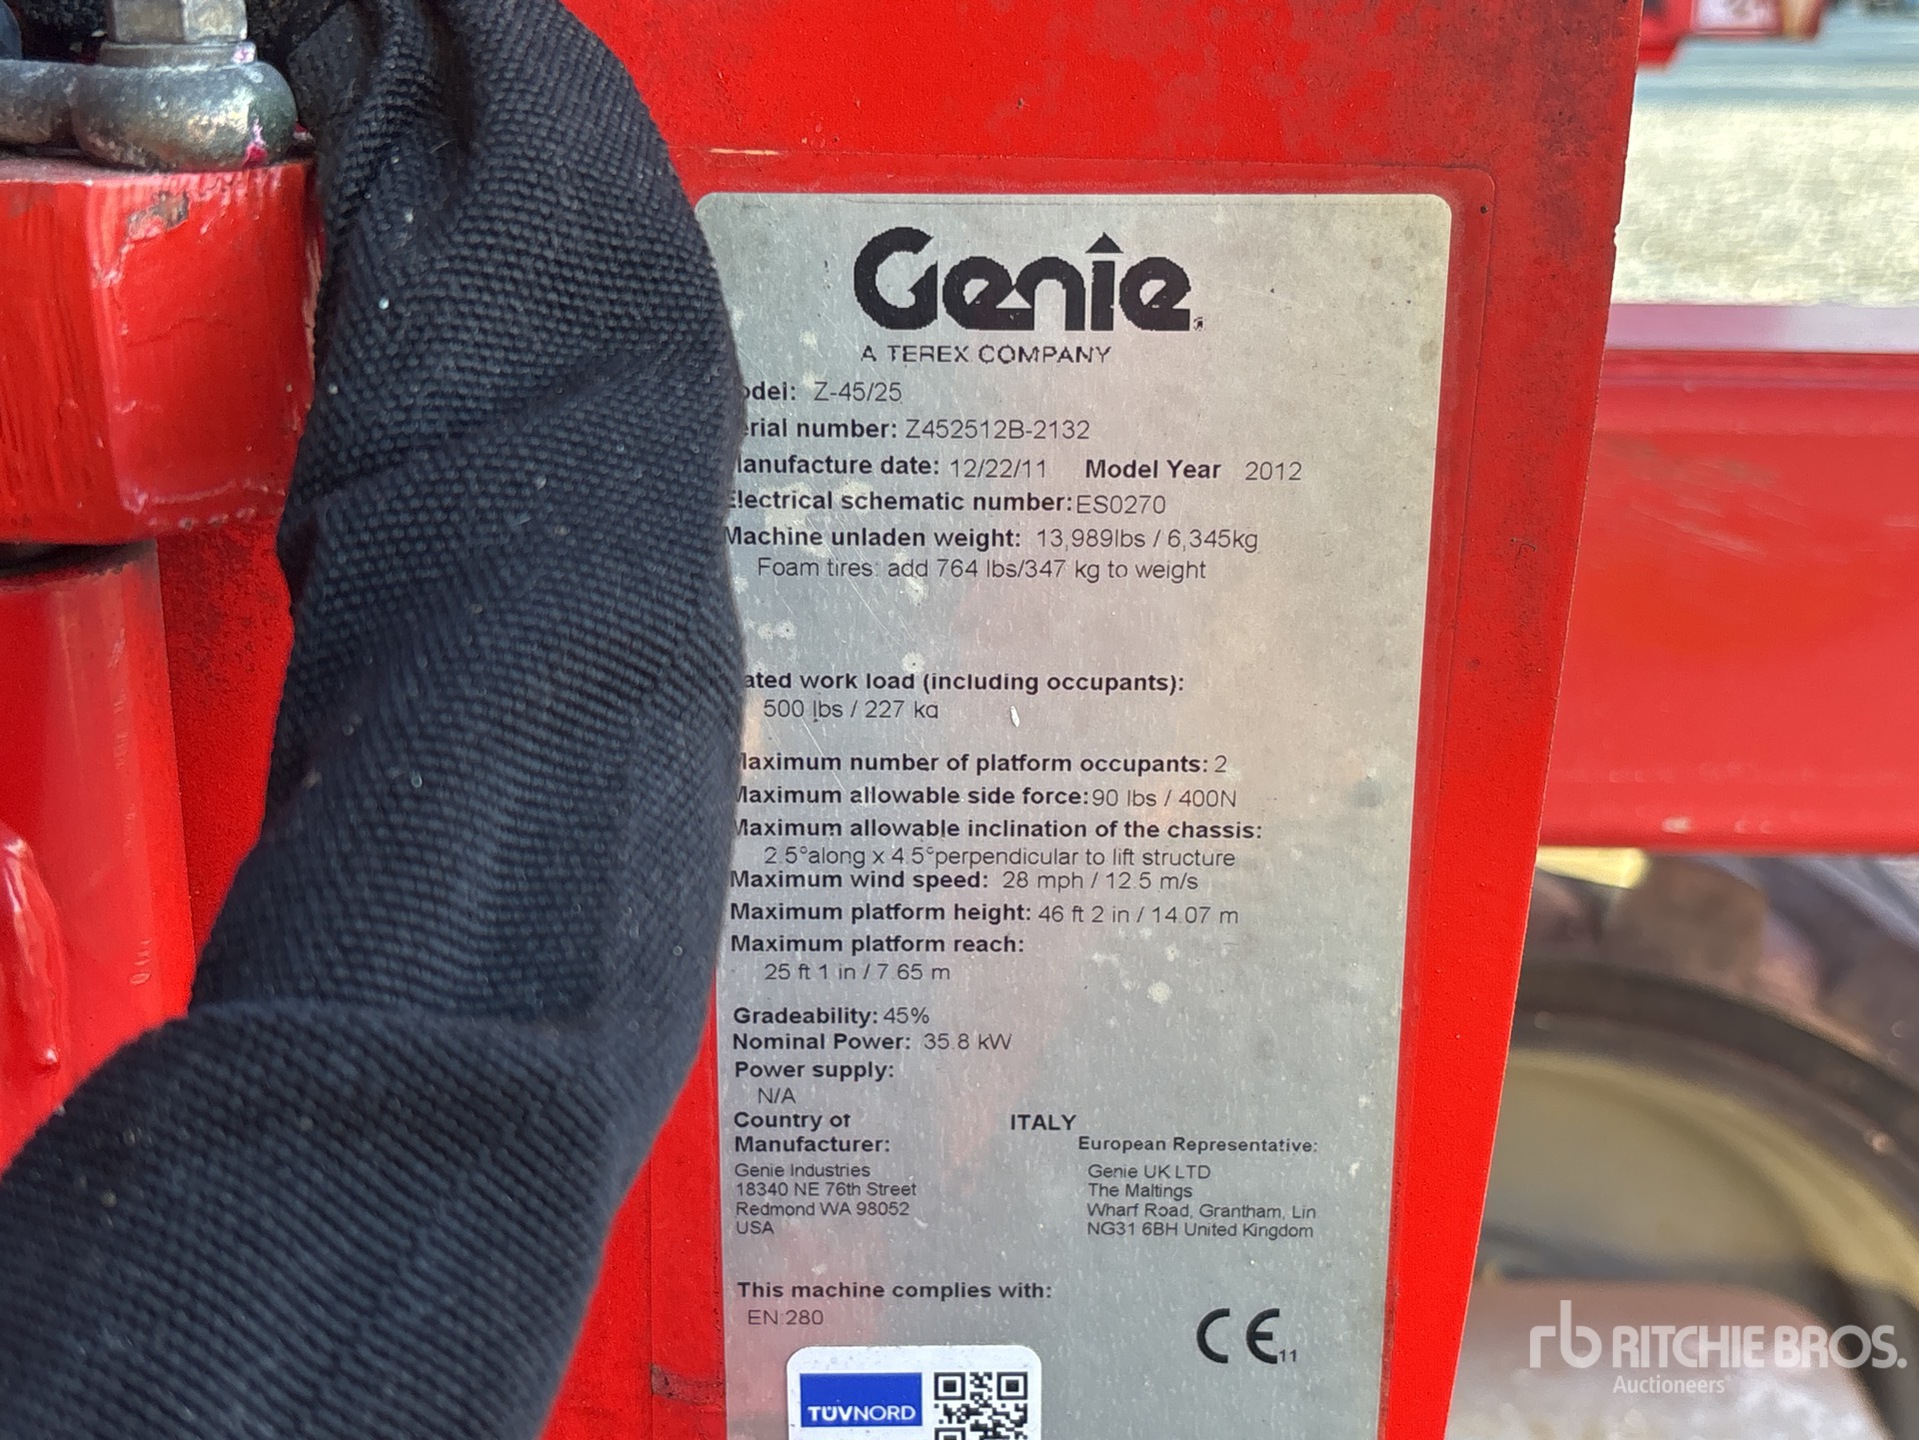 Genie
A TEREX COMPANY
odel: Z-45/25
erial number: Z452512B-2132
anufacture date: 12/22/11 Model Year 2012
Electrical schematic number: ES0270
Machine unladen weight: 13,989lbs / 6,345kg
Foam tires: add 764 lbs/347 kg to weight
ated work load (including occupants):
500 lbs / 227 kg
Maximum number of platform occupants: 2
Maximum allowable side force: 90 lbs / 400N
Maximum allowable inclination of the chassis:
2.5°along x 4.5°perpendicular to lift structure
Maximum wind speed: 28 mph / 12.5 m/s
Maximum platform height: 46 ft 2 in / 14.07 m
Maximum platform reach:
25 ft 1 in / 7.65 m
Gradeability: 45%
Nominal Power: 35.8 kW
Power supply:
N/A
Country of ITALY
Manufacturer:
European Representative:
Genie Industries
18340 NE 76th Street
Redmond WA 98052
USA
Genie UK LTD
The Maltings
Wharf Road, Grantham, Lin
NG31 6BH United Kingdom
This machine complies with:
EN 280
CE 11
TÜVNORD
rb RITCHIE BROS.
Auctioneers